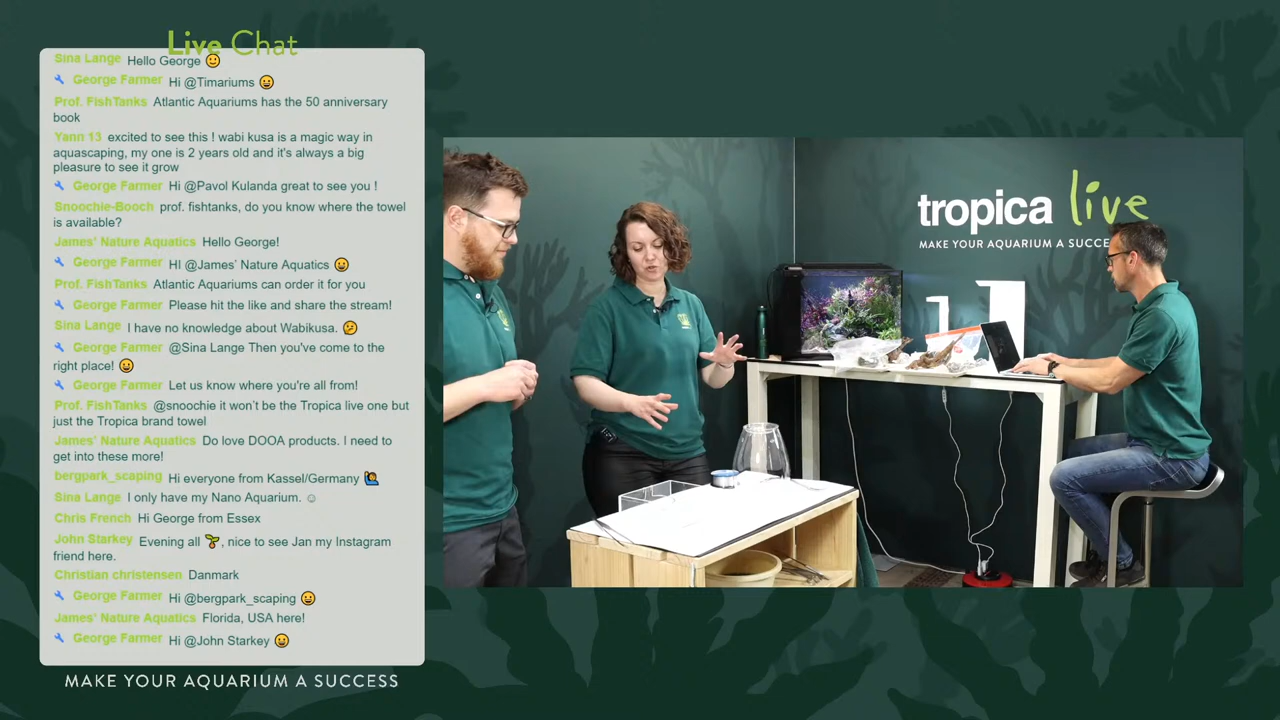 Live Chat
Sina Lange Hello George
George Farmer Hi @Timariums
Prof. FishTanks Atlantic Aquariums has the 50 anniversary
book
Yann 13 excited to see this ! wabi kusa is a magic way in
aquascaping, my one is 2 years old and it's always a big
pleasure to see it grow
George Farmer Hi @Pavol Kulanda great to see you !
Snoochie-Booch prof. fishtanks, do you know where the towel
is available?
James' Nature Aquatics Hello George!
George Farmer HI @James' Nature Aquatics
Prof. FishTanks Atlantic Aquariums can order it for you
George Farmer Please hit the like and share the stream!
Sina Lange I have no knowledge about Wabikusa.
George Farmer @Sina Lange Then you've come to the
right place!
George Farmer Let us know where you're all from!
Prof. FishTanks @snoochie it won't be the Tropica live one but
just the Tropica brand towel
James' Nature Aquatics Do love DOOA products. I need to
get into these more!
bergpark_scaping Hi everyone from Kassel/Germany
Sina Lange I only have my Nano Aquarium. ☺
Chris French Hi George from Essex
John Starkey Evening all, nice to see Jan my Instagram
friend here.
Christian christensen Danmark
George Farmer Hi @bergpark_scaping
James' Nature Aquatics Florida, USA here!
George Farmer Hi @John Starkey
MAKE YOUR AQUARIUM A SUCCESS
tropica live
MAKE YOUR AQUARIUM A SUCCE